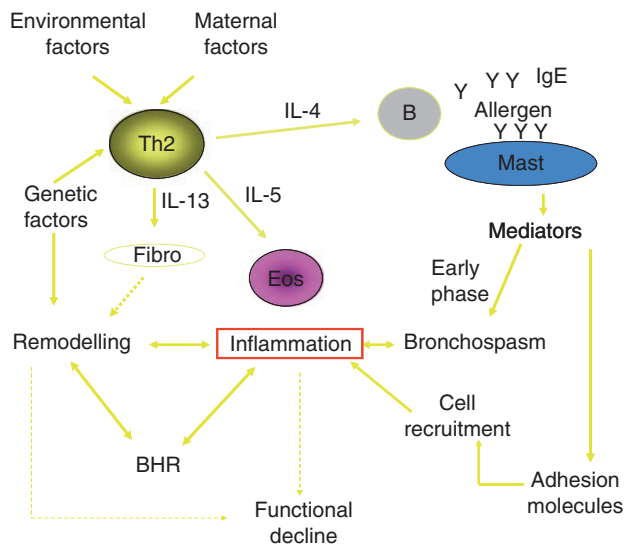 Environmental
factors
Maternal
factors
IL-4
B
Y
Y Y
IgE
Allergen
Y Y Y
Th2
Mast
Genetic
factors
IL-13
IL-5
Mediators
Fibro
Eos
Early
phase
Remodelling
Inflammation
Bronchospasm
Cell
recruitment
BHR
Adhesion
molecules
Functional
decline